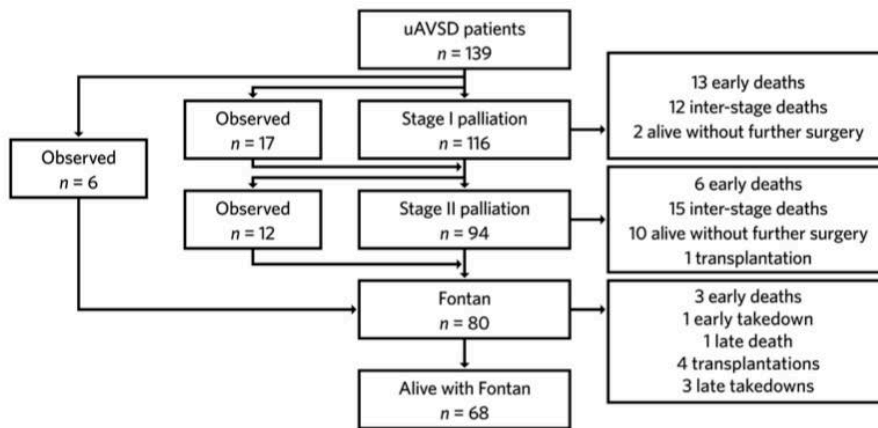 uAVSD patients
n = 139
13 early deaths
12 inter-stage deaths
2 alive without further surgery
Observed
n = 17
Stage I palliation
n = 116
Observed
n = 6
6 early deaths
15 inter-stage deaths
10 alive without further surgery
1 transplantation
Observed
n = 12
Stage II palliation
n = 94
Fontan
n = 80
3 early deaths
1 early takedown
1 late death
4 transplantations
3 late takedowns
Alive with Fontan
n = 68